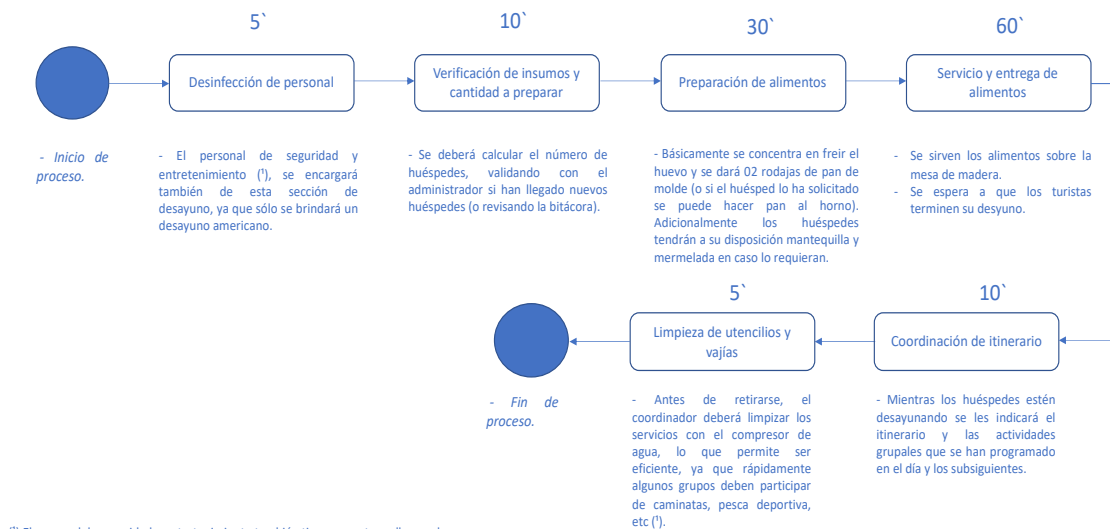 5`
10`
30`
60`
Desinfección de personal
Verificación de insumos y
cantidad a preparar
Preparación de alimentos
Servicio y entrega de
alimentos
- Inicio de
proceso.
- El personal de seguridad y
entretenimiento (¹), se encargará
también de esta sección de
desayuno, ya que sólo se brindará un
desayuno americano.
- Se deberá calcular el número de
huéspedes, validando con el
administrador si han llegado nuevos
huéspedes (o revisando la bitácora).
- Básicamente se concentra en freir el
huevo y se dará 02 rodajas de pan de
molde (o si el huésped lo ha solicitado
se puede hacer pan al horno).
Adicionalmente los huéspedes
tendrán a su disposición mantequilla y
mermelada en caso lo requieran.
- Se sirven los alimentos sobre la
mesa de madera.
- Se espera a que los turistas
terminen su desyuno.
5`
10`
Limpieza de utencilios y
vajías
Coordinación de itinerario
- Fin de
proceso.
- Antes de retirarse, el
coordinador deberá limpizar los
servicios con el compresor de
agua, lo que permite ser
eficiente, ya que rápidamente
algunos grupos deben participar
de caminatas, pesca deportiva,
etc (¹).
- Mientras los huéspedes estén
desayunando se les indicará el
itinerario y las actividades
grupales que se han programado
en el día y los subsiguientes.